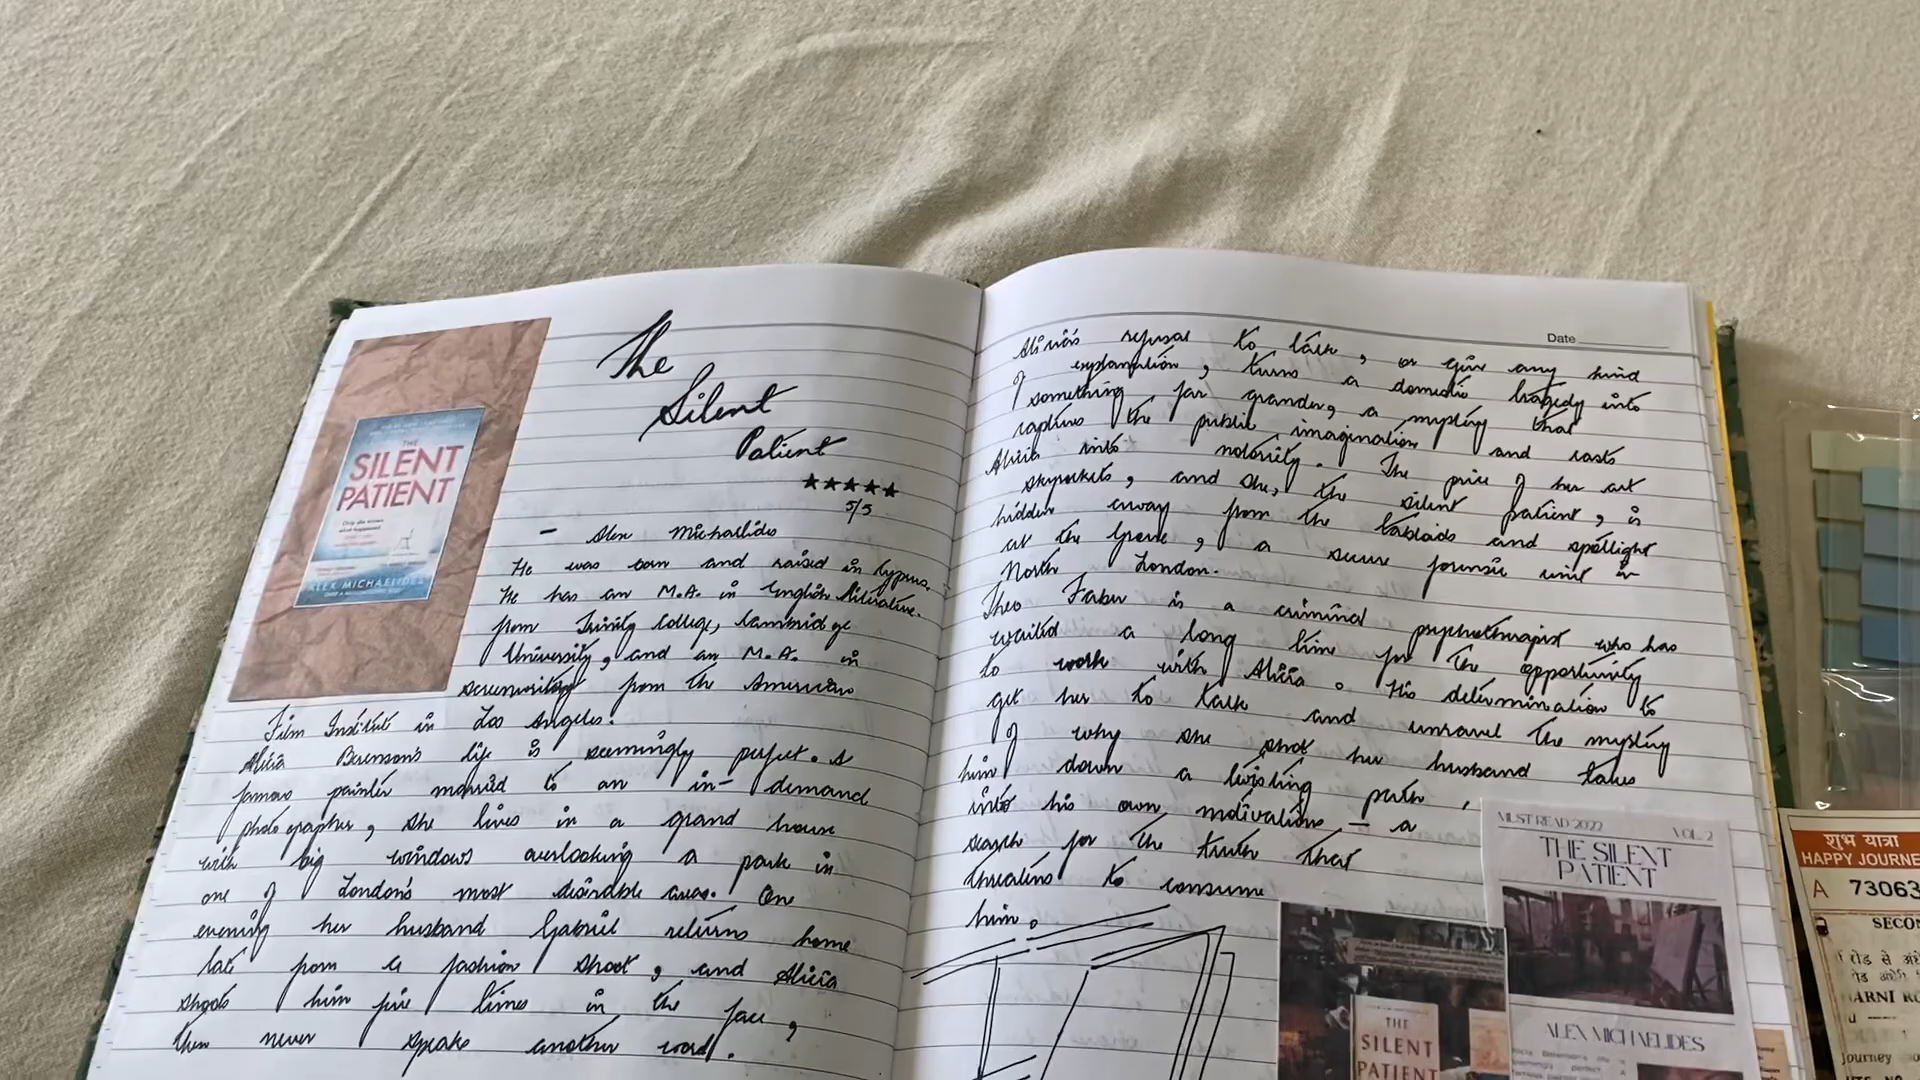 The
Silent
Patient
★★★★★
5/5
– Alex Michallides
He was born and raised in Cyprus.
He has an M.A. in English literature.
from Trinity College, Cambridge
University, and an M.A. in
screenwriting from the American
Film Institut in Los Angeles.
Alicia Berenson's life is seemingly perfect. A
famous painter married to an in-demand
photographer, she lives in a grand house
with big windows overlooking a park in
one of London's most desirable areas. One
evening her husband Gabriel returns home
late from a fashion shoot, and Alicia
shoots him five times in the face,
then never speaks another word.
THE
SILENT
PATIENT
ALEX MICHAELIDES
Date
Alicia's refusal to talk, or give any kind
of explanation, turns a domestic tragedy into
something far grander, a mystery that
captures the public imagination and casts
Alicia into notoriety. The price of her art
skyrockets, and she, the silent patient, is
hidden away from the tabloids and spotlight
at the Grove, a secure forensic unit in
North London.
Theo Faber is a criminal psychotherapist who has
waited a long time for the opportunity
to work with Alicia. His determination to
get her to talk and unravel the mystery
of why she shot her husband takes
him down a twisting path,
into his own motivations – a
search for the truth that
threatens to consume
him.
MUST READ 2022 VOL. 2
THE SILENT
PATIENT
ALEX MICHAELIDES
THE
SILENT
PATIENT
शुभ यात्रा
HAPPY JOURNE
A 73063
SECO
ARNI RO
Journey